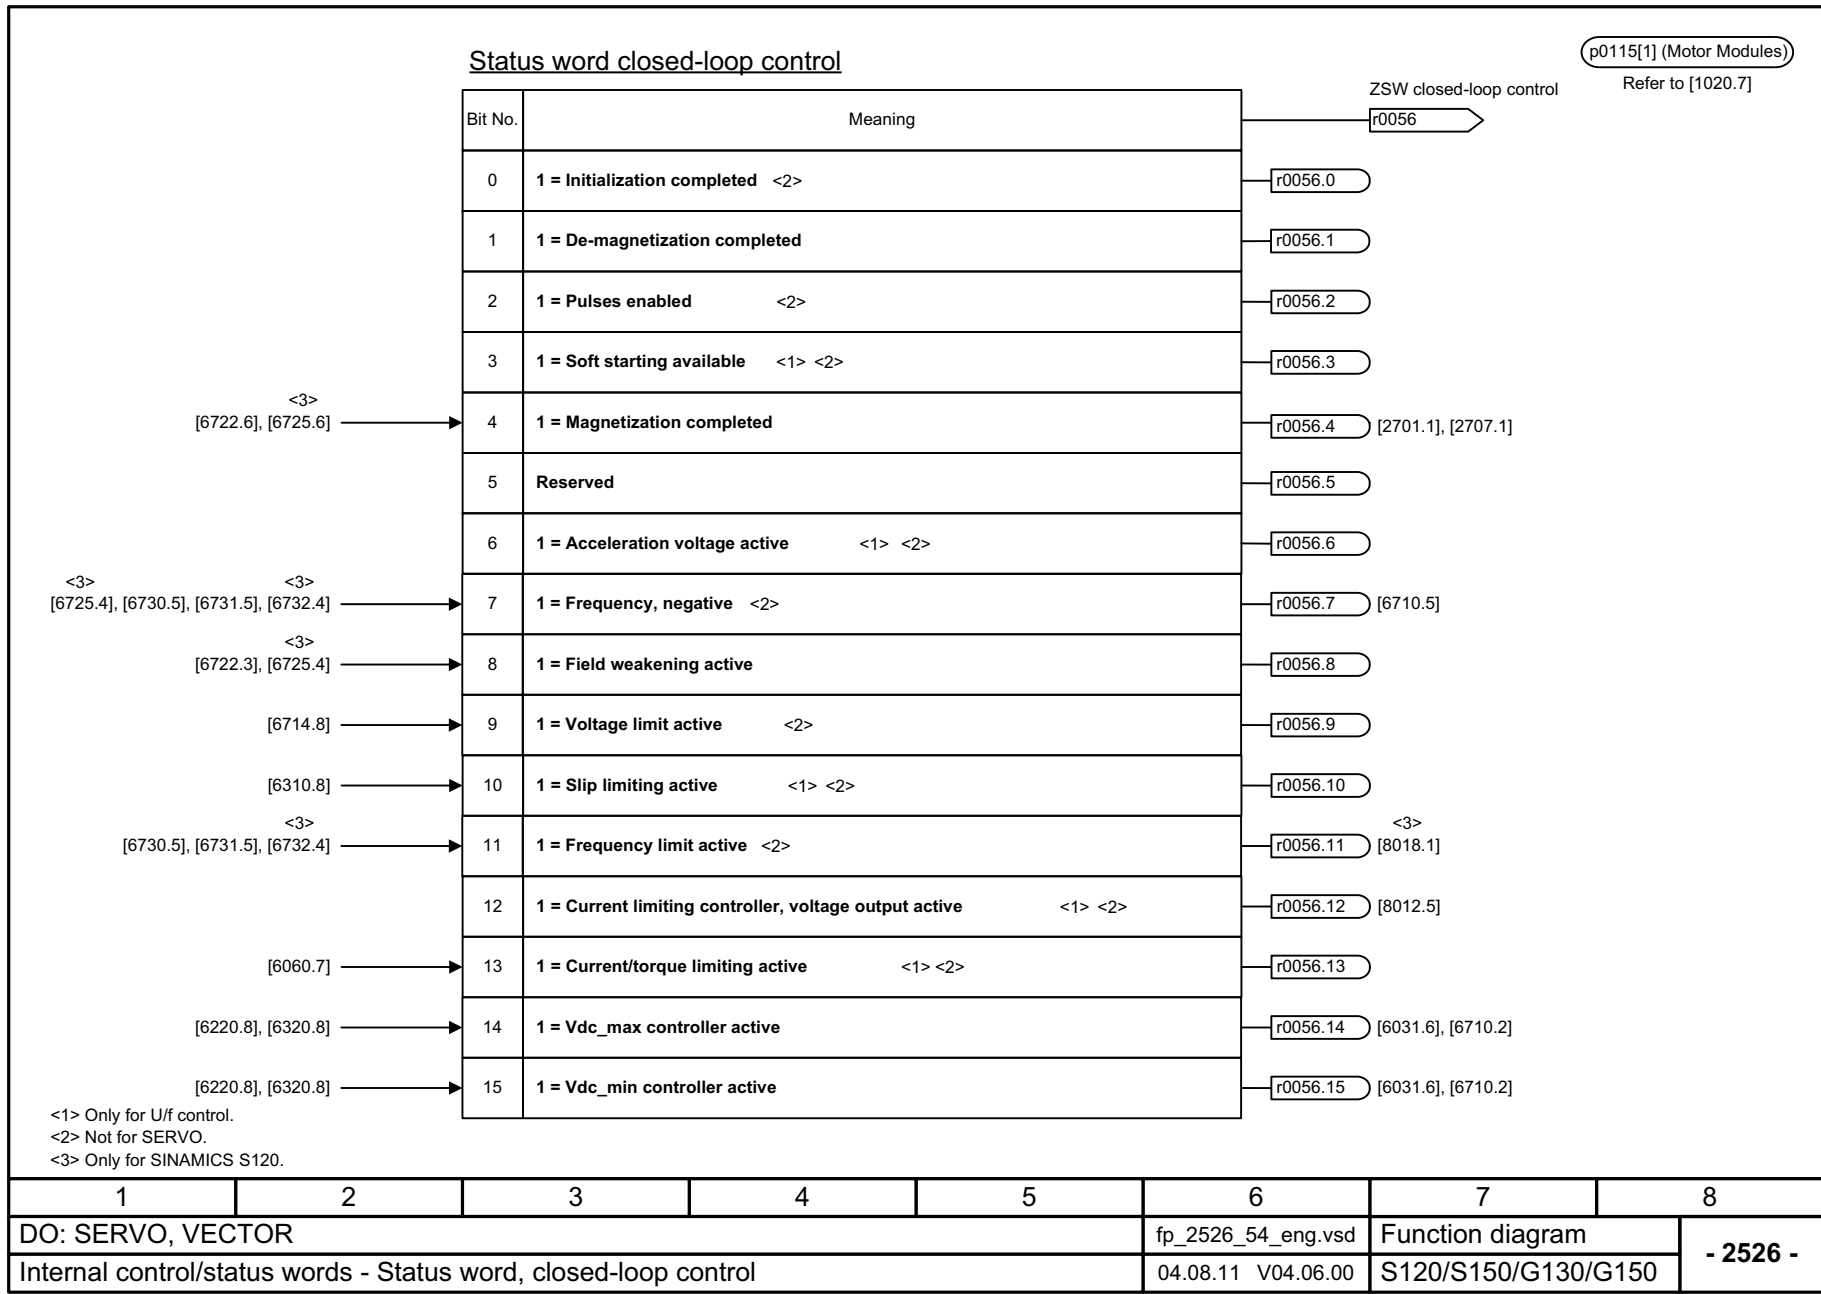 Status word closed-loop control
p0115[1] (Motor Modules)
Refer to [1020.7]
ZSW closed-loop control
Bit No. Meaning r0056
0 1 = Initialization completed <2> r0056.0
1 1 = De-magnetization completed r0056.1
2 1 = Pulses enabled <2> r0056.2
3 1 = Soft starting available <1> <2> r0056.3
<3>
[6722.6], [6725.6] 4 1 = Magnetization completed r0056.4 [2701.1], [2707.1]
5 Reserved r0056.5
6 1 = Acceleration voltage active <1> <2> r0056.6
<3> <3>
[6725.4], [6730.5], [6731.5], [6732.4] 7 1 = Frequency, negative <2> r0056.7 [6710.5]
<3>
[6722.3], [6725.4] 8 1 = Field weakening active r0056.8
[6714.8] 9 1 = Voltage limit active <2> r0056.9
[6310.8] 10 1 = Slip limiting active <1> <2> r0056.10
<3> <3>
[6730.5], [6731.5], [6732.4] 11 1 = Frequency limit active <2> r0056.11 [8018.1]
12 1 = Current limiting controller, voltage output active <1> <2> r0056.12 [8012.5]
[6060.7] 13 1 = Current/torque limiting active <1> <2> r0056.13
[6220.8], [6320.8] 14 1 = Vdc_max controller active r0056.14 [6031.6], [6710.2]
[6220.8], [6320.8] 15 1 = Vdc_min controller active r0056.15 [6031.6], [6710.2]
<1> Only for U/f control.
<2> Not for SERVO.
<3> Only for SINAMICS S120.
1 2 3 4 5 6 7 8
DO: SERVO, VECTOR fp_2526_54_eng.vsd Function diagram
- 2526 -
Internal control/status words - Status word, closed-loop control 04.08.11 V04.06.00 S120/S150/G130/G150